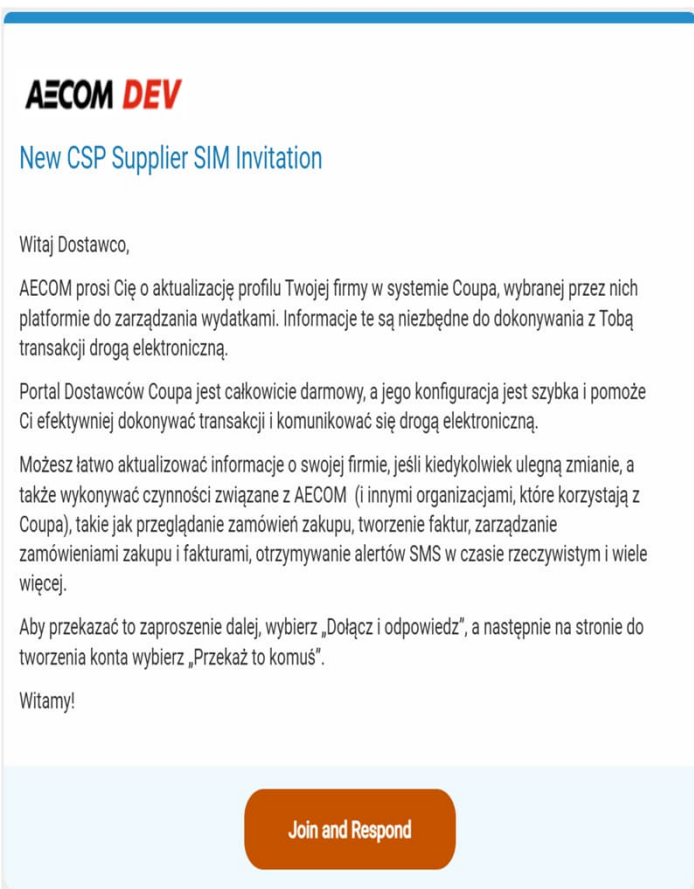 AECOM DEV
New CSP Supplier SIM Invitation
Witaj Dostawco,
AECOM prosi Cię o aktualizację profilu Twojej firmy w systemie Coupa, wybranej przez nich
platformie do zarządzania wydatkami. Informacje te są niezbędne do dokonywania z Tobą
transakcji drogą elektroniczną.
Portal Dostawców Coupa jest całkowicie darmowy, a jego konfiguracja jest szybka i pomoże
Ci efektywniej dokonywać transakcji i komunikować się drogą elektroniczną.
Możesz łatwo aktualizować informacje o swojej firmie, jeśli kiedykolwiek ulegną zmianie, a
także wykonywać czynności związane z AECOM (i innymi organizacjami, które korzystają z
Coupa), takie jak przeglądanie zamówień zakupu, tworzenie faktur, zarządzanie
zamówieniami zakupu i fakturami, otrzymywanie alertów SMS w czasie rzeczywistym i wiele
więcej.
Aby przekazać to zaproszenie dalej, wybierz „Dołącz i odpowiedz”, a następnie na stronie do
tworzenia konta wybierz „Przekaż to komuś”.
Witamy!
Join and Respond